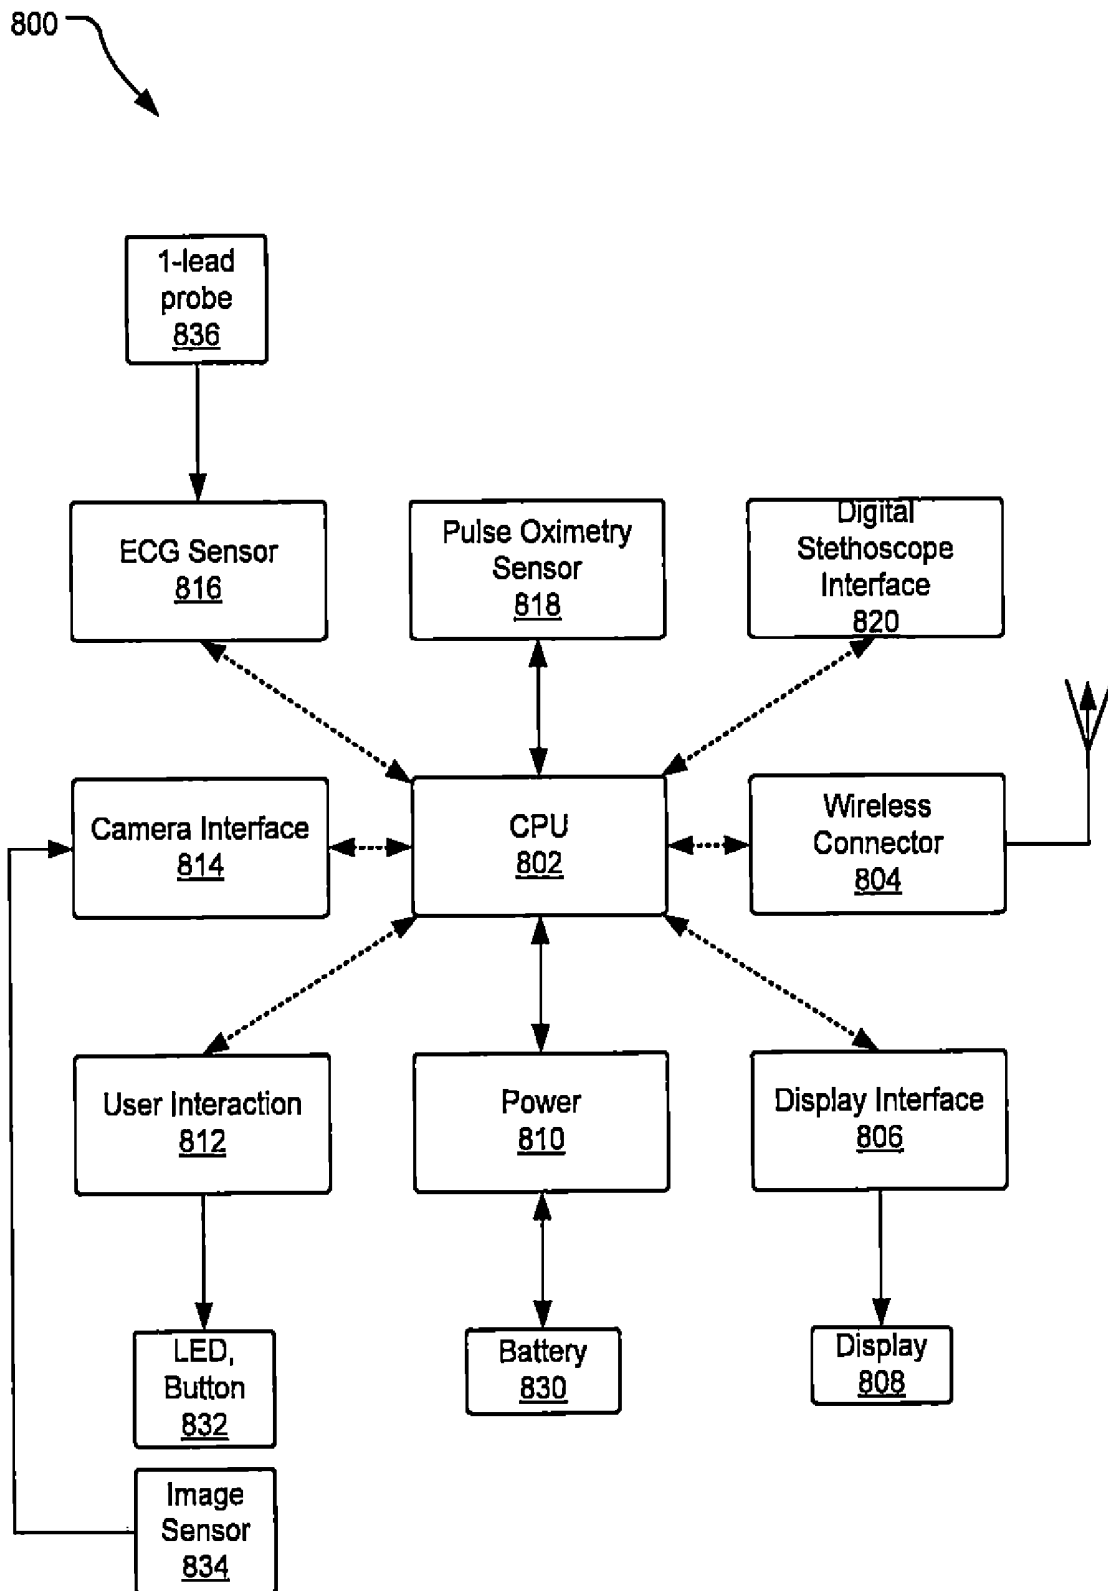 800
1-lead
probe
836
ECG Sensor
816
Pulse Oximetry
Sensor
818
Digital
Stethoscope
Interface
820
Camera Interface
814
CPU
802
Wireless
Connector
804
User Interaction
812
Power
810
Display Interface
806
LED,
Button
832
Battery
830
Display
808
Image
Sensor
834